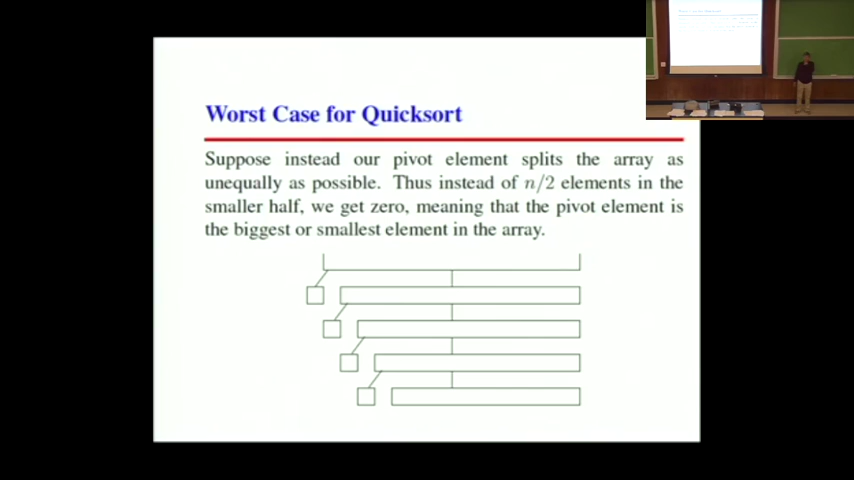 Worst Case for Quicksort
Suppose instead our pivot element splits the array as
unequally as possible. Thus instead of n/2 elements in the
smaller half, we get zero, meaning that the pivot element is
the biggest or smallest element in the array.